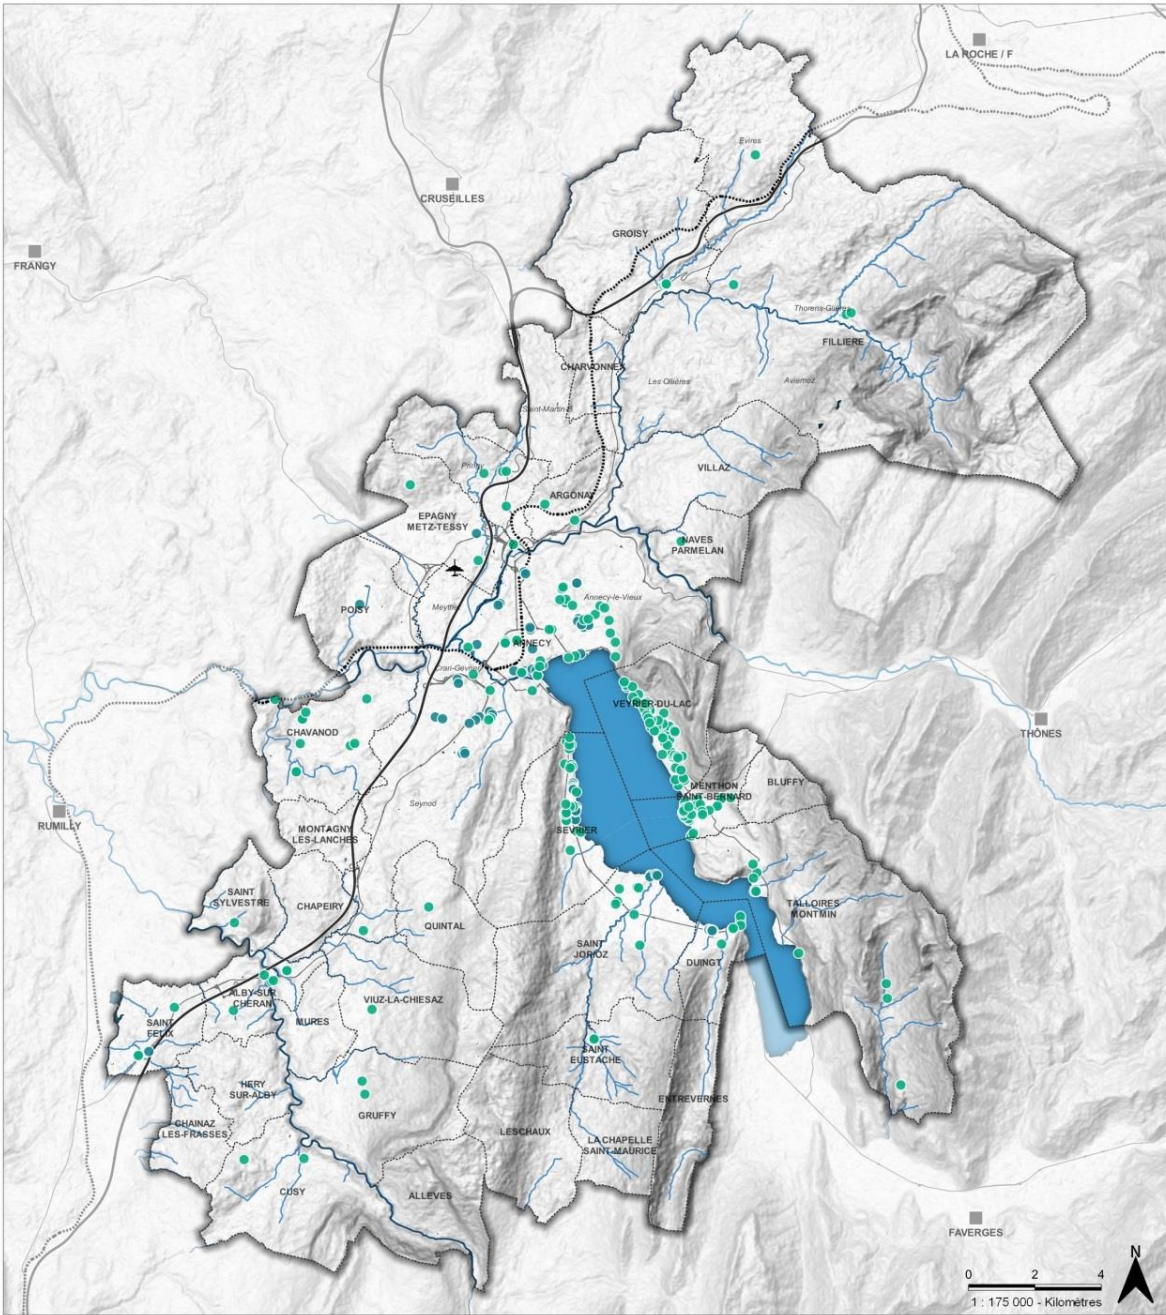 LA ROCHE / F
Evires
CRUSEILLES
GROISY
FRANGY
Thorens-Glières
FILLIERE
CHARVONNEX
Les Ollières
Aviernoz
Saint-Martin-B
Pringy
VILLAZ
ARGONAY
EPAGNY
METZ-TESSY
NAVES
PARMELAN
Annecy-le-Vieux
POISY
Meythet
ANNECY
Cran-Gevrier
VEYRIER-DU-LAC
CHAVANOD
THÔNES
MENTHON
SAINT-BERNARD
BLUFFY
RUMILLY
Seynod
MONTAGNY
LES-LANCHES
SEVRIER
SAINT
SYLVESTRE
CHAPEIRY
QUINTAL
TALLOIRES
MONTMIN
SAINT
JORIOZ
DUINGT
ALBY-SUR
CHERAN
VIUZ-LA-CHIESAZ
SAINT
FELIX
MURES
SAINT
EUSTACHE
HERY
SUR-ALBY
ENTREVERNES
GRUFFY
CHAINAZ
LES-FRASSES
LESCHAUX
LA CHAPELLE
SAINT-MAURICE
CUSY
ALLEVES
FAVERGES
N
0 2 4
1 : 175 000 - Kilomètres